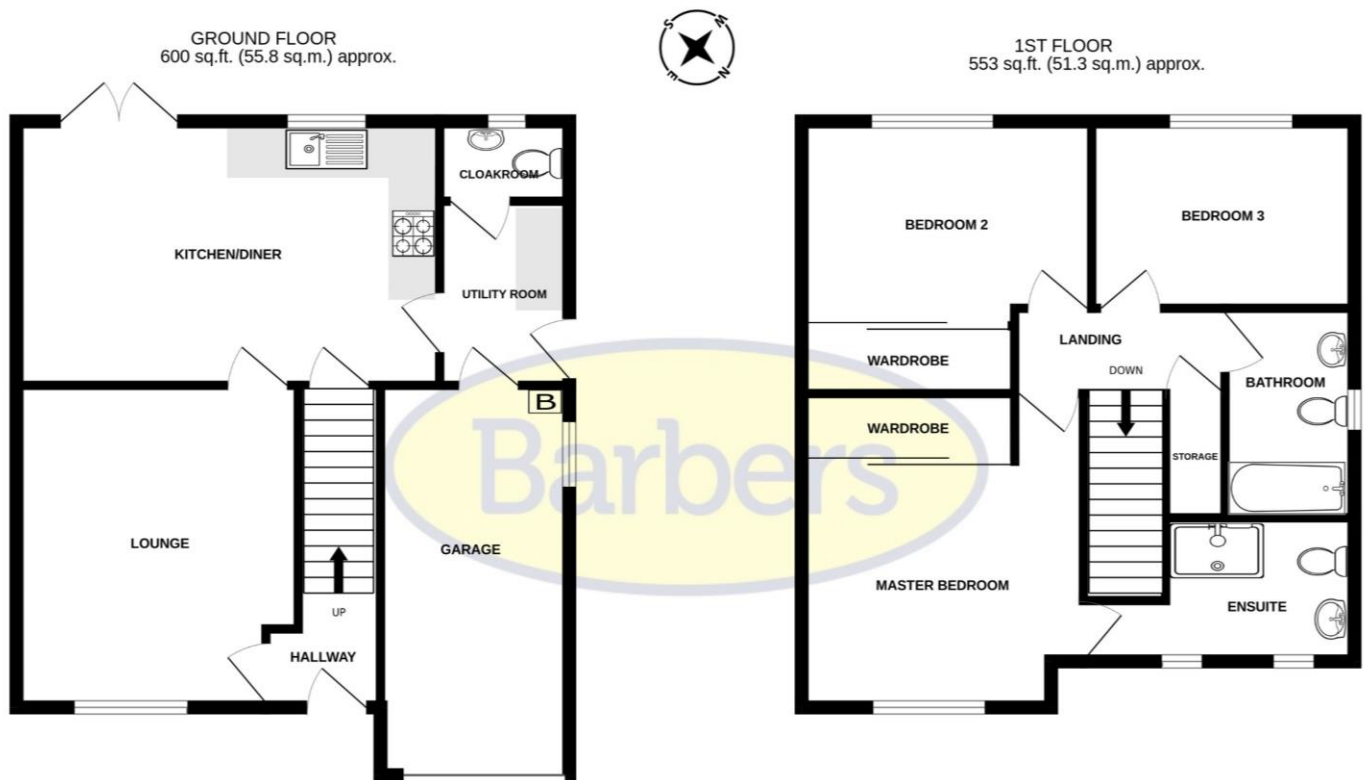 GROUND FLOOR
600 sq.ft. (55.8 sq.m.) approx.
S
W
N
E
1ST FLOOR
553 sq.ft. (51.3 sq.m.) approx.
CLOAKROOM
KITCHEN/DINER
UTILITY ROOM
B
LOUNGE
GARAGE
UP
HALLWAY
Barbers
BEDROOM 2
BEDROOM 3
LANDING
DOWN
WARDROBE
BATHROOM
WARDROBE
STORAGE
MASTER BEDROOM
ENSUITE